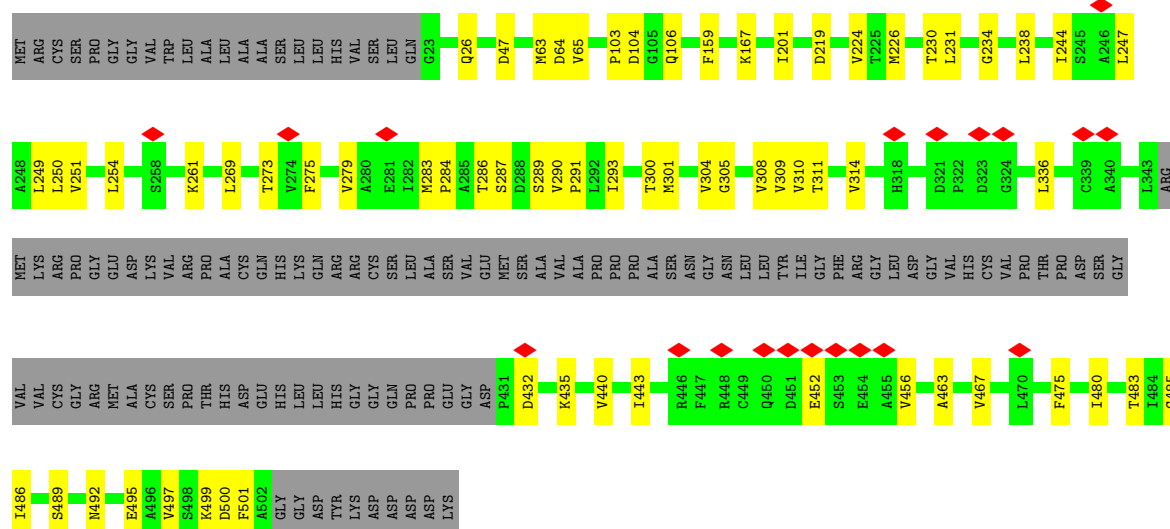 MET ARG CYS SER PRO GLY GLY VAL TRP LEU ALA LEU ALA ALA SER LEU LEU HIS VAL SER LEU GLN G23 Q26 D47 M63 D64 V65 P103 D104 G105 Q106 F159 K167 I201 D219 V224 T225 M226 T230 L231 G234 L238 I244 S245 A246 L247
A248 L249 L250 V251 L254 S258 K261 L269 T273 V274 F275 V279 A280 E281 I282 M283 P284 A285 T286 S287 D288 S289 V290 P291 L292 I293 T300 M301 V304 G305 V308 V309 V310 T311 V314 H318 D321 P322 D323 G324 L336 C339 A340 L343 ARG
MET LYS ARG PRO GLY GLU ASP LYS VAL ARG PRO ALA CYS GLN HIS LYS GLN ARG ARG CYS SER LEU ALA SER VAL GLU MET SER ALA VAL ALA PRO PRO PRO ALA SER ASN GLY ASN LEU LEU TYR ILE GLY PHE ARG GLY LEU ASP GLY VAL HIS CYS VAL PRO THR PRO ASP SER GLY
VAL VAL CYS GLY ARG MET ALA CYS SER PRO THR HIS ASP GLU HIS LEU LEU HIS GLY GLY GLN PRO PRO GLU GLY ASP P431 D432 K435 V440 I443 R446 F447 R448 C449 Q450 D451 E452 S453 E454 A455 V456 A463 V467 L470 F475 I480 T483 I484
I486 S489 N492 E495 A496 V497 S498 K499 D500 F501 A502 GLY GLY ASP TYR LYS ASP ASP ASP ASP LYS